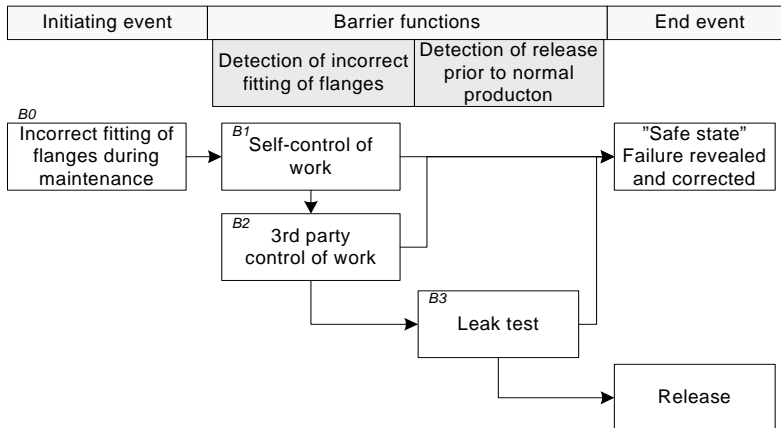 Initiating event
Barrier functions
End event
Detection of incorrect
fitting of flanges
Detection of release
prior to normal
producton
B0
Incorrect fitting of
flanges during
maintenance
B1
Self-control of
work
”Safe state”
Failure revealed
and corrected
B2
3rd party
control of work
B3
Leak test
Release